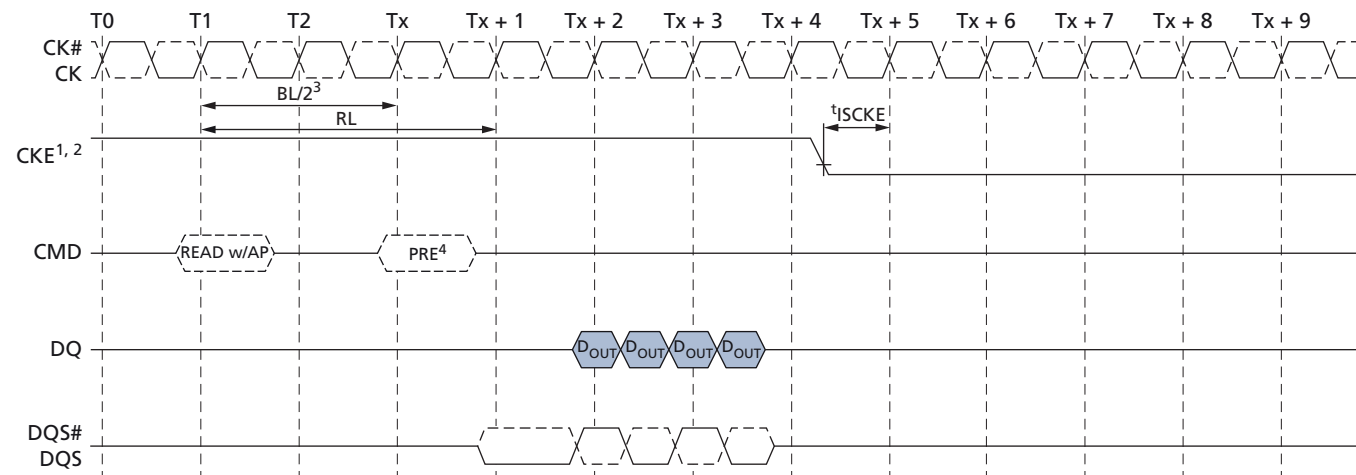 T0 T1 T2 Tx Tx + 1 Tx + 2 Tx + 3 Tx + 4 Tx + 5 Tx + 6 Tx + 7 Tx + 8 Tx + 9
CK#
CK
BL/2³
RL
tISCKE
CKE1, 2
CMD
READ w/AP
PRE⁴
DQ
DOUT DOUT DOUT DOUT
DQS#
DQS